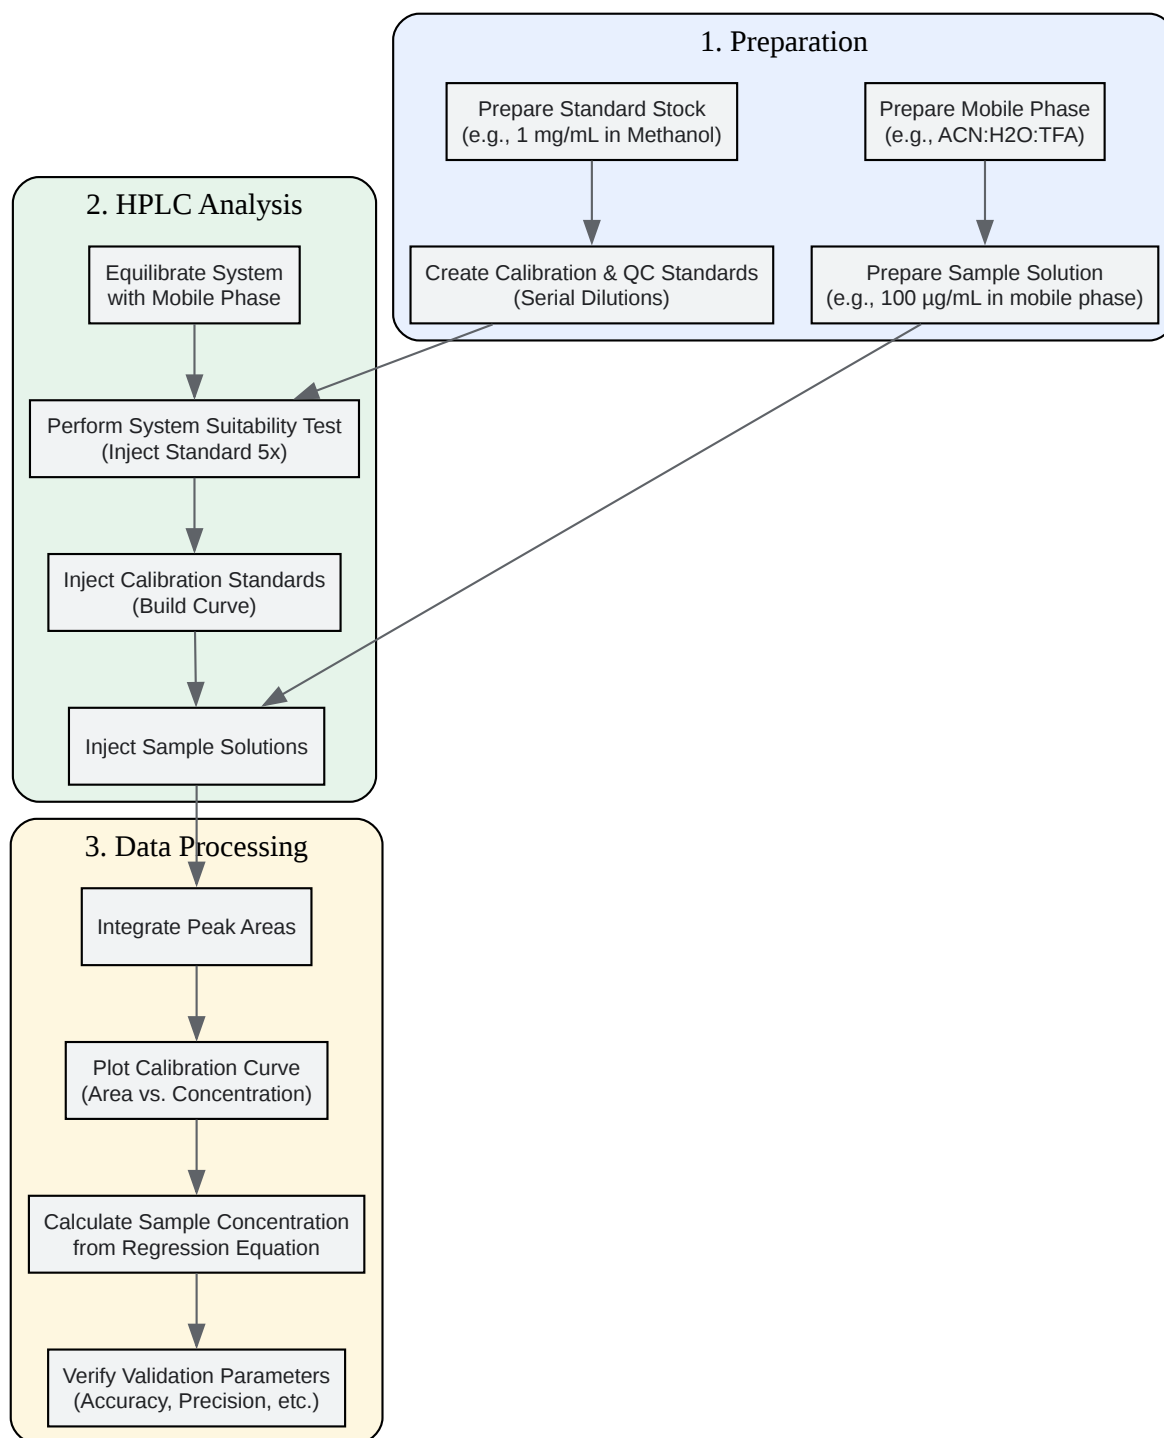 1. Preparation
Prepare Standard Stock
(e.g., 1 mg/mL in Methanol)
Prepare Mobile Phase
(e.g., ACN:H2O:TFA)
Create Calibration & QC Standards
(Serial Dilutions)
Prepare Sample Solution
(e.g., 100 µg/mL in mobile phase)
2. HPLC Analysis
Equilibrate System
with Mobile Phase
Perform System Suitability Test
(Inject Standard 5x)
Inject Calibration Standards
(Build Curve)
Inject Sample Solutions
3. Data Processing
Integrate Peak Areas
Plot Calibration Curve
(Area vs. Concentration)
Calculate Sample Concentration
from Regression Equation
Verify Validation Parameters
(Accuracy, Precision, etc.)